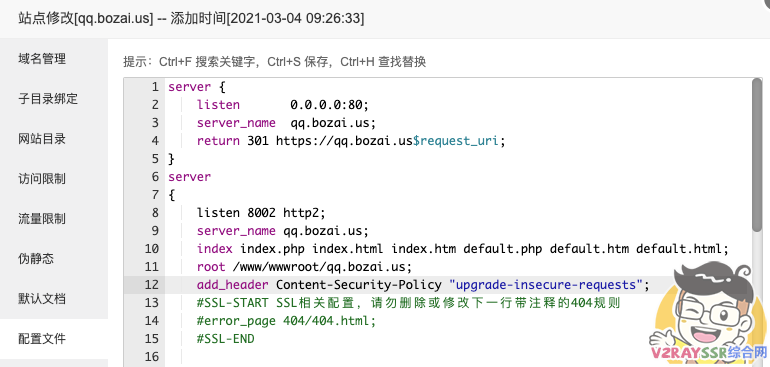 站点修改[qq.bozai.us] -- 添加时间[2021-03-04 09:26:33]
域名管理
子目录绑定
网站目录
访问限制
流量限制
伪静态
默认文档
配置文件
提示：Ctrl+F 搜索关键字，Ctrl+S 保存，Ctrl+H 查找替换
1 server {
2 listen 0.0.0.0:80;
3 server_name qq.bozai.us;
4 return 301 https://qq.bozai.us$request_uri;
5 }
6 server
7 {
8 listen 8002 http2;
9 server_name qq.bozai.us;
10 index index.php index.html index.htm default.php default.htm default.html;
11 root /www/wwwroot/qq.bozai.us;
12 add_header Content-Security-Policy "upgrade-insecure-requests";
13 #SSL-START SSL相关配置，请勿删除或修改下一行带注释的404规则
14 #error_page 404/404.html;
15 #SSL-END
16
V2RAYSSR综合网